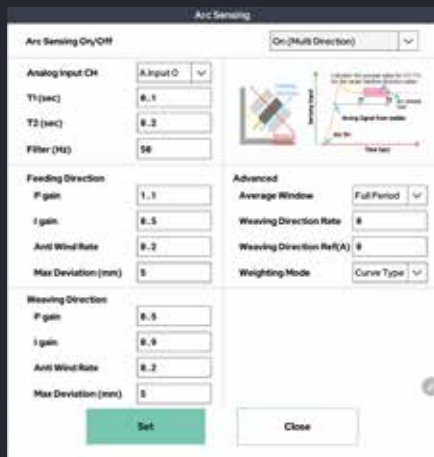 Arc Sensing
Arc Sensing On/Off
On (Multi Direction)
Analog Input CH
A.Input 0
T1 (sec)
0.1
T2 (sec)
0.2
Filter (Hz)
50
Sensing Input
Time (sec)
Feeding Direction
P gain
1.1
I gain
0.5
Anti Wind Rate
0.2
Max Deviation (mm)
5
Advanced
Average Window
Full Period
Weaving Direction Rate
0
Weaving Direction Ref(A)
0
Weighting Mode
Curve Type
Weaving Direction
P gain
0.5
I gain
0.9
Anti Wind Rate
0.2
Max Deviation (mm)
5
Set
Close